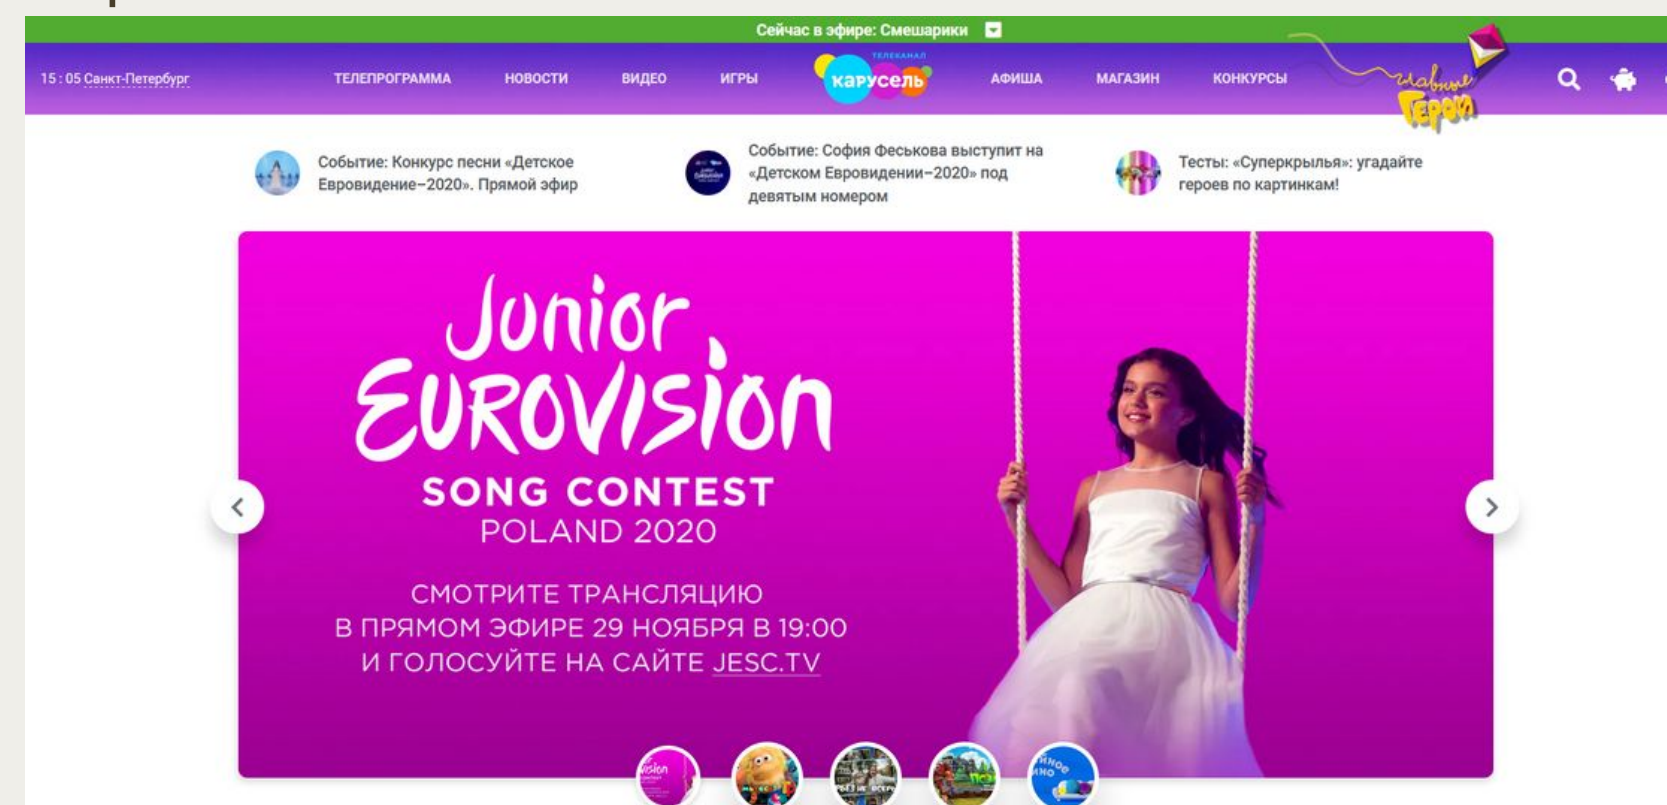 Сейчас в эфире: Смешарики
15 : 05 Санкт-Петербург
ТЕЛЕПРОГРАММА
НОВОСТИ
ВИДЕО
ИГРЫ
ТЕЛЕКАНАЛ
карусель
АФИША
МАГАЗИН
КОНКУРСЫ
главные
Герои
Событие: Конкурс песни «Детское
Евровидение–2020». Прямой эфир
Событие: София Феськова выступит на
«Детском Евровидении–2020» под
девятым номером
Тесты: «Суперкрылья»: угадайте
героев по картинкам!
Junior
Eurovision
SONG CONTEST
POLAND 2020
СМОТРИТЕ ТРАНСЛЯЦИЮ
В ПРЯМОМ ЭФИРЕ 29 НОЯБРЯ В 19:00
И ГОЛОСУЙТЕ НА САЙТЕ JESC.TV